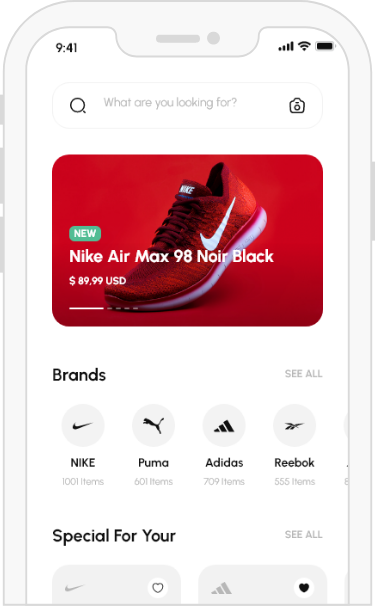 9:41
What are you looking for?
NIKE
NEW
Nike Air Max 98 Noir Black
$ 89.99 USD
Brands
SEE ALL
NIKE
Puma
Adidas
Reebok
1001 Items
601 Items
709 Items
555 Items
Special For Your
SEE ALL